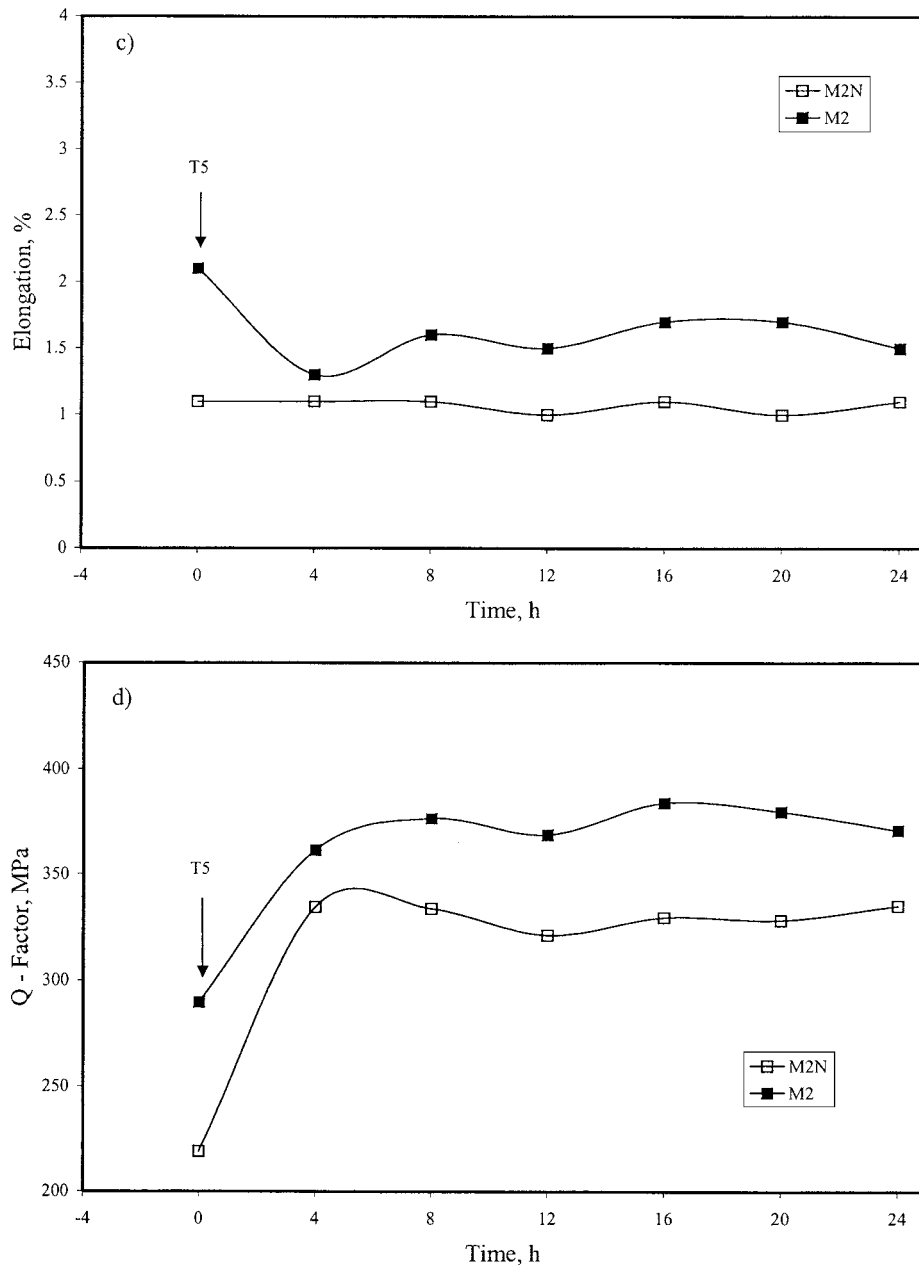 c)
M2N
M2
T5
4
3.5
3
2.5
2
1.5
1
0.5
0
Elongation, %
-4 0 4 8 12 16 20 24
Time, h
d)
T5
M2N
M2
450
400
350
300
250
200
Q - Factor, MPa
-4 0 4 8 12 16 20 24
Time, h